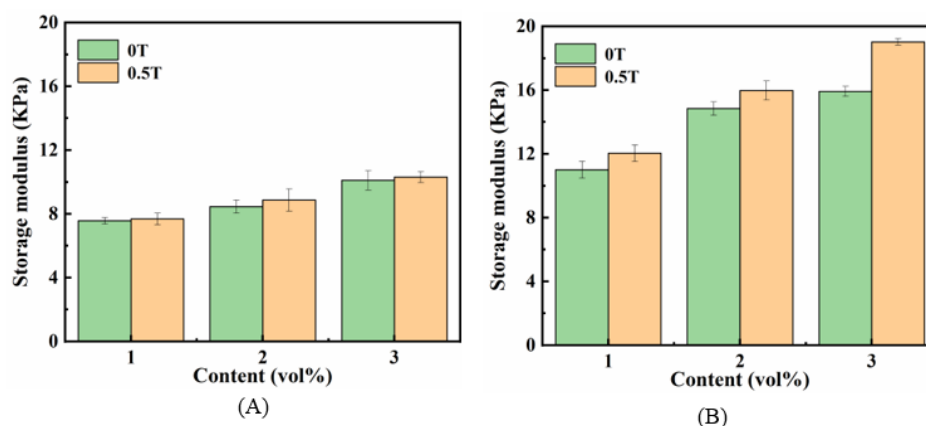 20
16
12
8
4
0
Storage modulus (KPa)
0T
0.5T
1
2
3
Content (vol%)
(A)
20
16
12
8
4
0
Storage modulus (KPa)
0T
0.5T
1
2
3
Content (vol%)
(B)